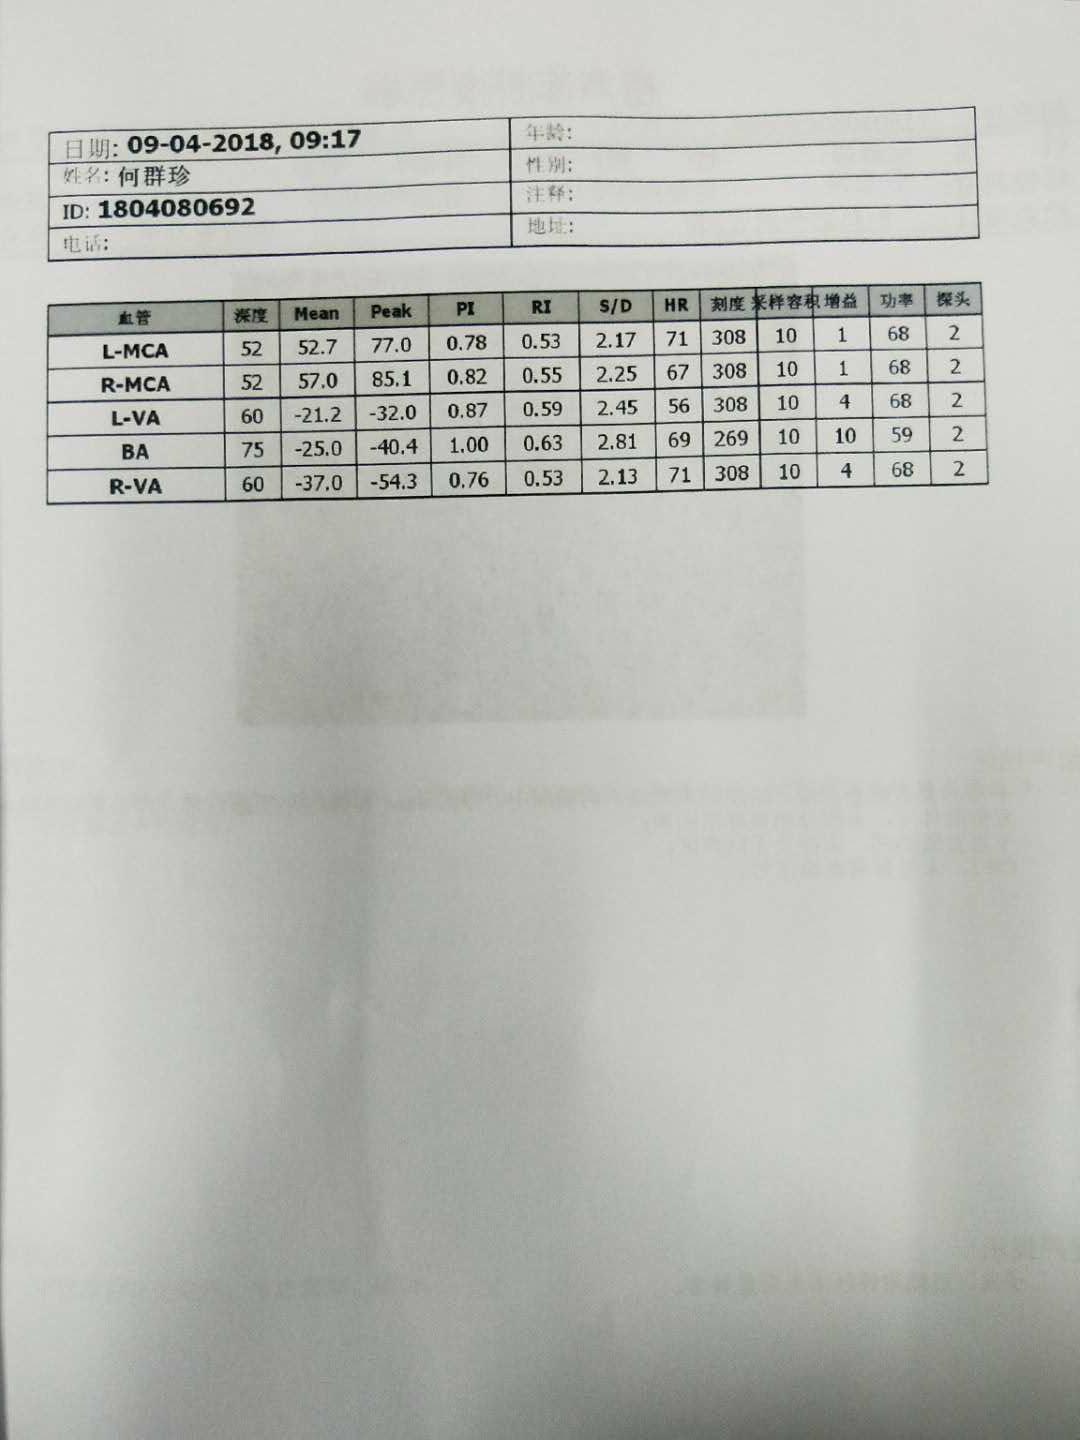 日期: 09-04-2018, 09:17 年龄:
姓名: 何群珍 性别:
ID: 1804080692 注释:
电话: 地址:
血管 深度 Mean Peak PI RI S/D HR 刻度 采样容积 增益 功率 探头
L-MCA 52 52.7 77.0 0.78 0.53 2.17 71 308 10 1 68 2
R-MCA 52 57.0 85.1 0.82 0.55 2.25 67 308 10 1 68 2
L-VA 60 -21.2 -32.0 0.87 0.59 2.45 56 308 10 4 68 2
BA 75 -25.0 -40.4 1.00 0.63 2.81 69 269 10 10 59 2
R-VA 60 -37.0 -54.3 0.76 0.53 2.13 71 308 10 4 68 2